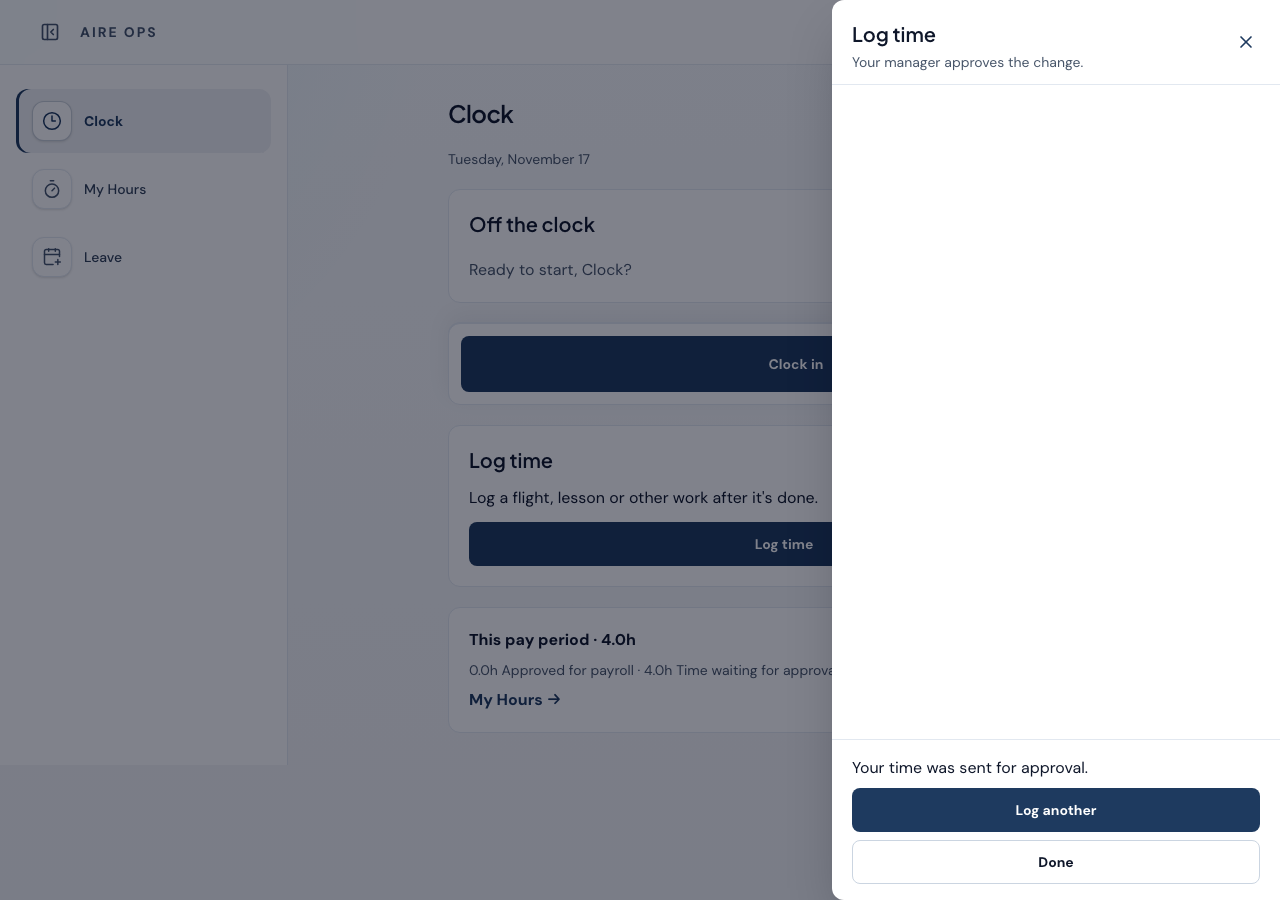 AIRE OPS
Clock
My Hours
Leave
Clock
Tuesday, November 17
Off the clock
Ready to start, Clock?
Clock in
Log time
Log a flight, lesson or other work after it's done.
Log time
This pay period · 4.0h
0.0h Approved for payroll · 4.0h Time waiting for approva
My Hours →
Log time
Your manager approves the change.
Your time was sent for approval.
Log another
Done